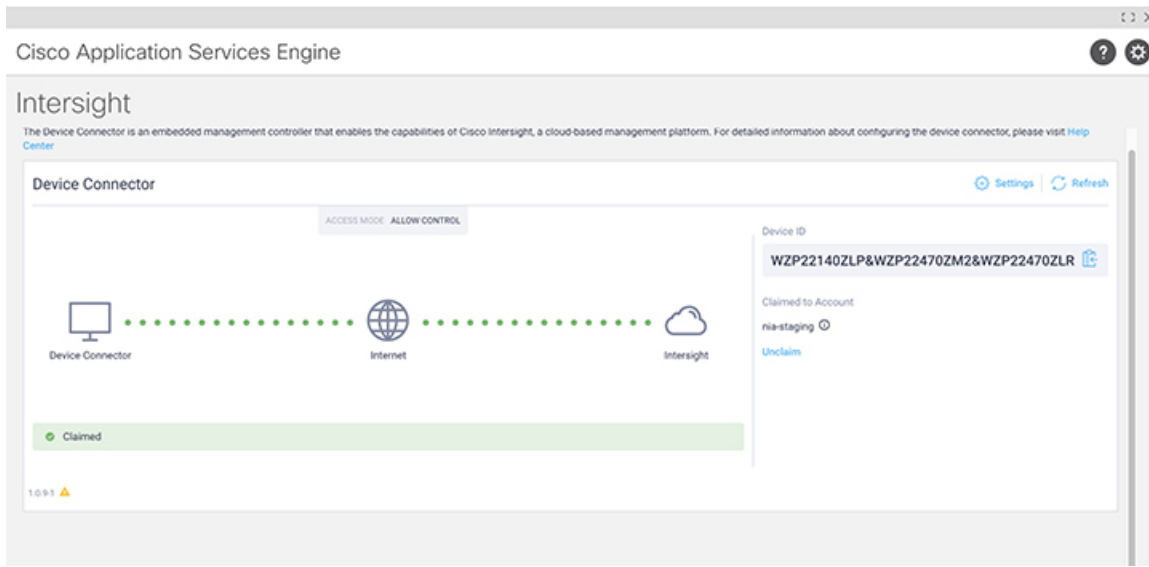 Cisco Application Services Engine
Intersight
The Device Connector is an embedded management controller that enables the capabilities of Cisco Intersight, a cloud-based management platform. For detailed information about configuring the device connector, please visit Help
Center
Device Connector
Settings
Refresh
ACCESS MODE ALLOW CONTROL
Device Connector
Internet
Intersight
Claimed
1.0.9-1
Device ID
WZP22140ZLP&WZP22470ZM2&WZP22470ZLR
Claimed to Account
nia-staging
Unclaim